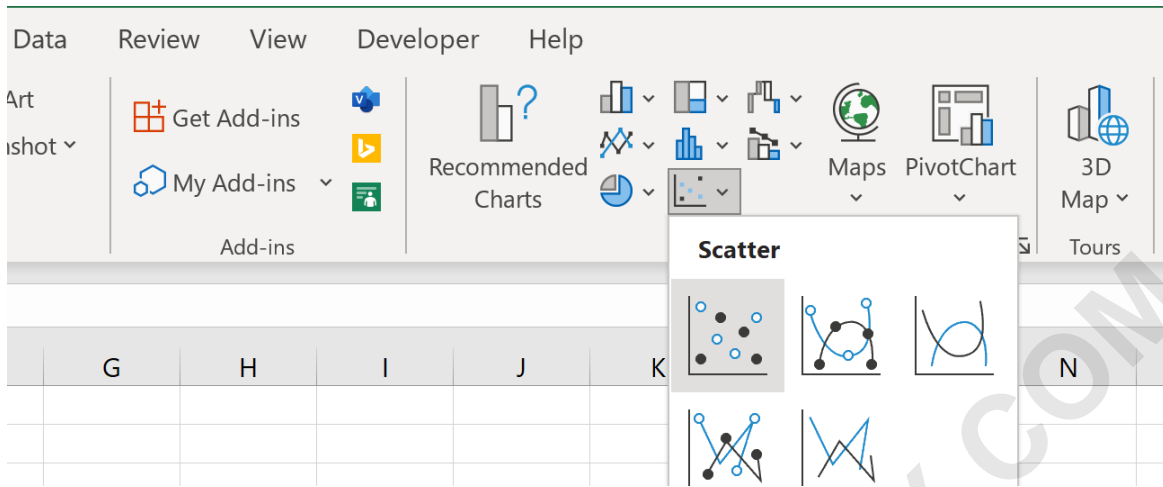 Data Review View Developer Help
Art
Get Add-ins
shot
My Add-ins
Add-ins
Recommended
Charts
Maps
PivotChart
3D
Map
Tours
Scatter
G H I J K N
COM